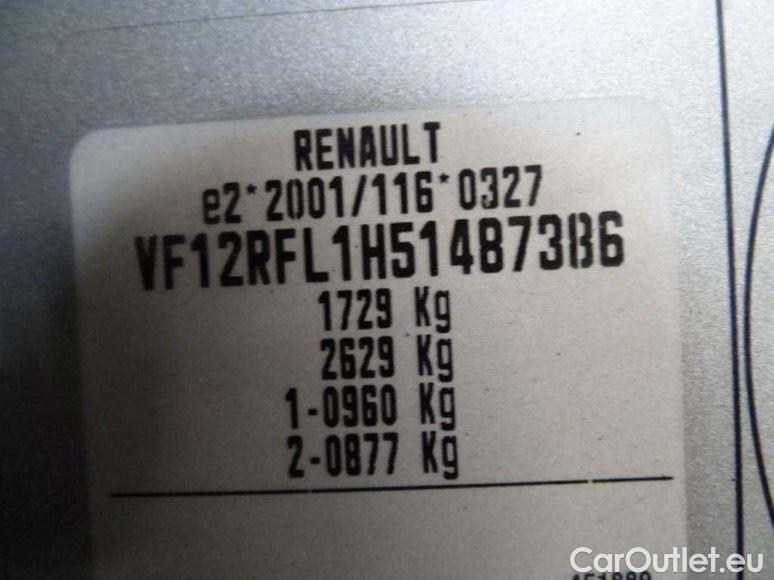 RENAULT
e2*2001/116*0327
VF12RFL1H51487386
1729 Kg
2629 Kg
1-0960 Kg
2-0877 Kg
CarOutlet.eu